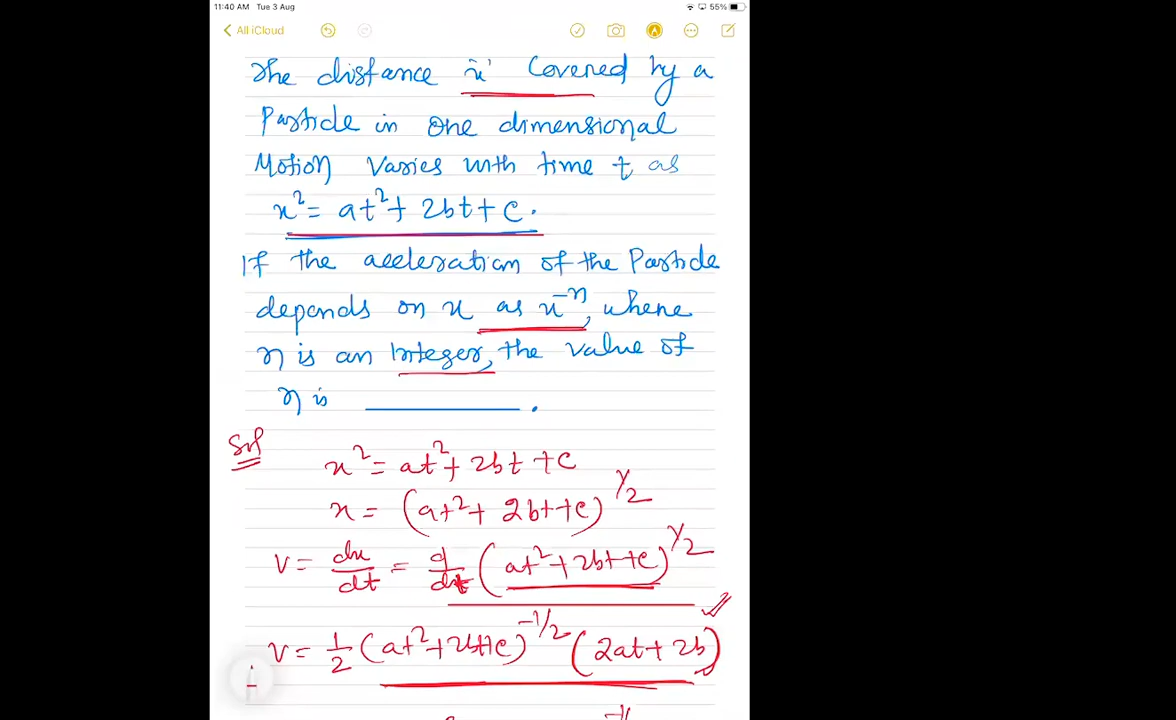 11:40 AM Tue 3 Aug
55%
All iCloud
The distance 'x' Covered by a
Particle in one dimensional
Motion Varies with time t as
x² = at² + 2bt + c.
If the acceleration of the Particle
depends on x as x⁻ⁿ, where
n is an Integer, the value of
n is ________.
Sol
x² = at² + 2bt + c
x = (at² + 2bt + c)^1/2
v = dx/dt = d/dt (at² + 2bt + c)^1/2
v = 1/2 (at² + 2bt + c)^-1/2 (2at + 2b)